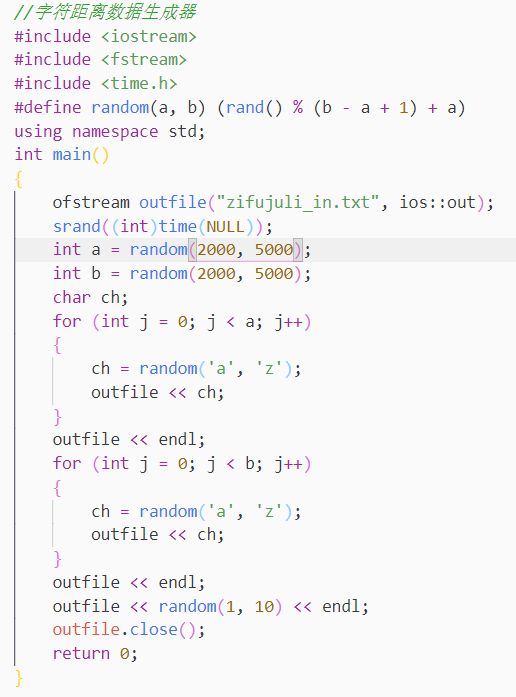 //字符距离数据生成器
#include <iostream>
#include <fstream>
#include <time.h>
#define random(a, b) (rand() % (b - a + 1) + a)
using namespace std;
int main()
{
    ofstream outfile("zifujuli_in.txt", ios::out);
    srand((int)time(NULL));
    int a = random(2000, 5000);
    int b = random(2000, 5000);
    char ch;
    for (int j = 0; j < a; j++)
    {
        ch = random('a', 'z');
        outfile << ch;
    }
    outfile << endl;
    for (int j = 0; j < b; j++)
    {
        ch = random('a', 'z');
        outfile << ch;
    }
    outfile << endl;
    outfile << random(1, 10) << endl;
    outfile.close();
    return 0;
}